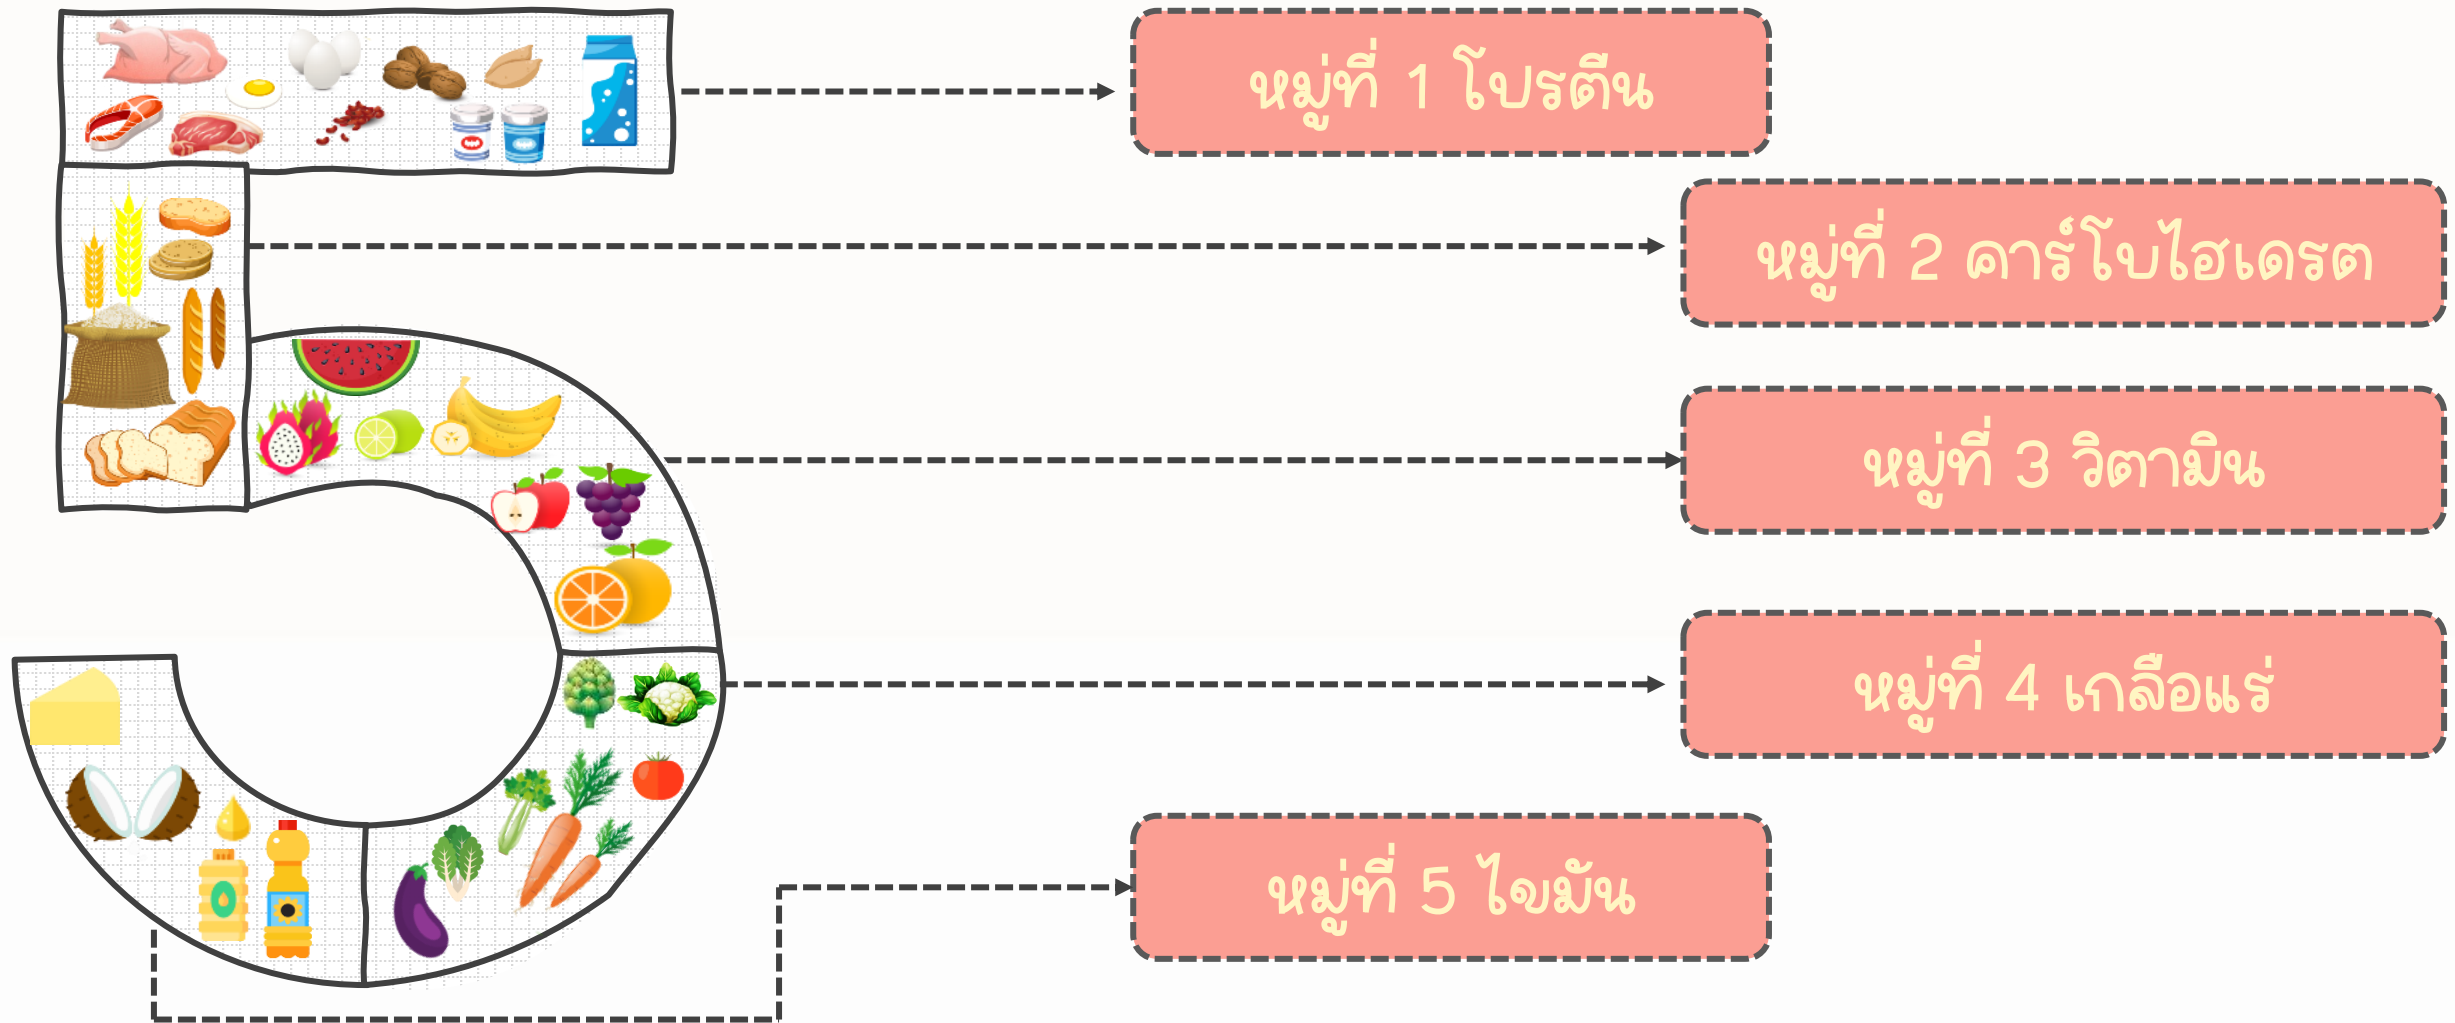 หมู่ที่ 1 โปรตีน
หมู่ที่ 2 คาร์โบไฮเดรต
หมู่ที่ 3 วิตามิน
หมู่ที่ 4 เกลือแร่
หมู่ที่ 5 ไขมัน